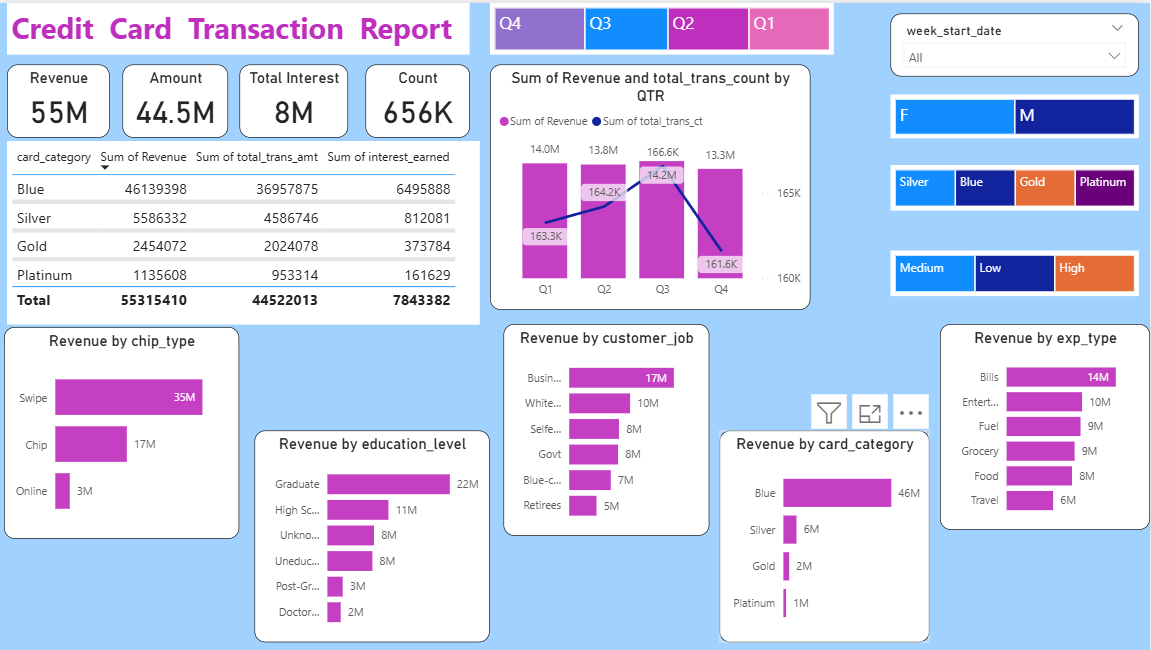 Credit Card Transaction Report
Q4 Q3 Q2 Q1
week_start_date
All
Revenue
55M
Amount
44.5M
Total Interest
8M
Count
656K
F M
Silver Blue Gold Platinum
Medium Low High
card_category Sum of Revenue Sum of total_trans_amt Sum of interest_earned
Blue 46139398 36957875 6495888
Silver 5586332 4586746 812081
Gold 2454072 2024078 373784
Platinum 1135608 953314 161629
Total 55315410 44522013 7843382
Sum of Revenue and total_trans_count by
QTR
Sum of Revenue Sum of total_trans_ct
14.0M 13.8M 166.6K 13.3M
14.2M
164.2K 165K
163.3K
161.6K
160K
Q1 Q2 Q3 Q4
Revenue by chip_type
Swipe 35M
Chip 17M
Online 3M
Revenue by education_level
Graduate 22M
High Sc... 11M
Unkno... 8M
Uneduc... 8M
Post-Gr... 3M
Doctor... 2M
Revenue by customer_job
Busin... 17M
White... 10M
Selfe... 8M
Govt 8M
Blue-c... 7M
Retirees 5M
Revenue by card_category
Blue 46M
Silver 6M
Gold 2M
Platinum 1M
Revenue by exp_type
Bills 14M
Entert... 10M
Fuel 9M
Grocery 9M
Food 8M
Travel 6M